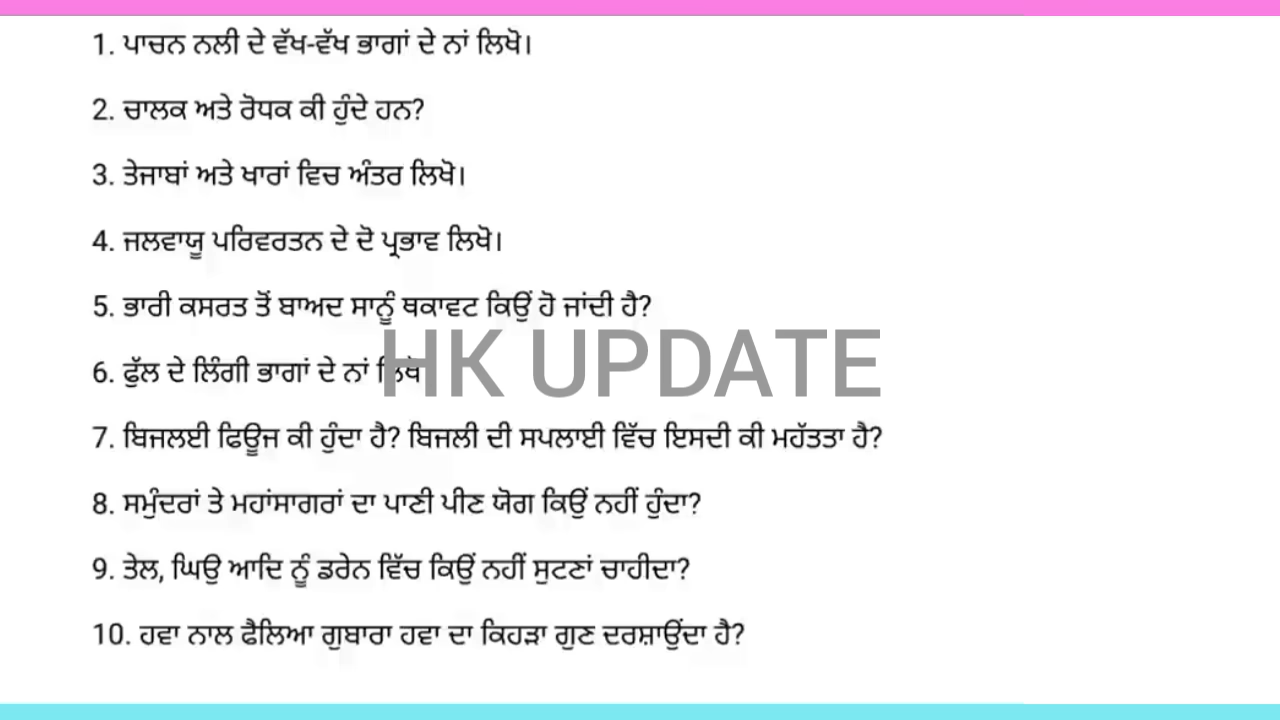 1. ਪਾਚਨ ਨਲੀ ਦੇ ਵੱਖ-ਵੱਖ ਭਾਗਾਂ ਦੇ ਨਾਂ ਲਿਖੋ।
2. ਚਾਲਕ ਅਤੇ ਰੋਧਕ ਕੀ ਹੁੰਦੇ ਹਨ?
3. ਤੇਜਾਬਾਂ ਅਤੇ ਖਾਰਾਂ ਵਿਚ ਅੰਤਰ ਲਿਖੋ।
4. ਜਲਵਾਯੂ ਪਰਿਵਰਤਨ ਦੇ ਦੋ ਪ੍ਰਭਾਵ ਲਿਖੋ।
5. ਭਾਰੀ ਕਸਰਤ ਤੋਂ ਬਾਅਦ ਸਾਨੂੰ ਥਕਾਵਟ ਕਿਉਂ ਹੋ ਜਾਂਦੀ ਹੈ?
6. ਫੁੱਲ ਦੇ ਲਿੰਗੀ ਭਾਗਾਂ ਦੇ ਨਾਂ
HK UPDATE
7. ਬਿਜਲਈ ਫਿਊਜ ਕੀ ਹੁੰਦਾ ਹੈ? ਬਿਜਲੀ ਦੀ ਸਪਲਾਈ ਵਿੱਚ ਇਸਦੀ ਕੀ ਮਹੱਤਤਾ ਹੈ?
8. ਸਮੁੰਦਰਾਂ ਤੇ ਮਹਾਂਸਾਗਰਾਂ ਦਾ ਪਾਣੀ ਪੀਣ ਯੋਗ ਕਿਉਂ ਨਹੀਂ ਹੁੰਦਾ?
9. ਤੇਲ, ਘਿਉ ਆਦਿ ਨੂੰ ਡਰੇਨ ਵਿੱਚ ਕਿਉਂ ਨਹੀਂ ਸੁਟਣਾਂ ਚਾਹੀਦਾ?
10. ਹਵਾ ਨਾਲ ਫੈਲਿਆ ਗੁਬਾਰਾ ਹਵਾ ਦਾ ਕਿਹੜਾ ਗੁਣ ਦਰਸ਼ਾਉਂਦਾ ਹੈ?